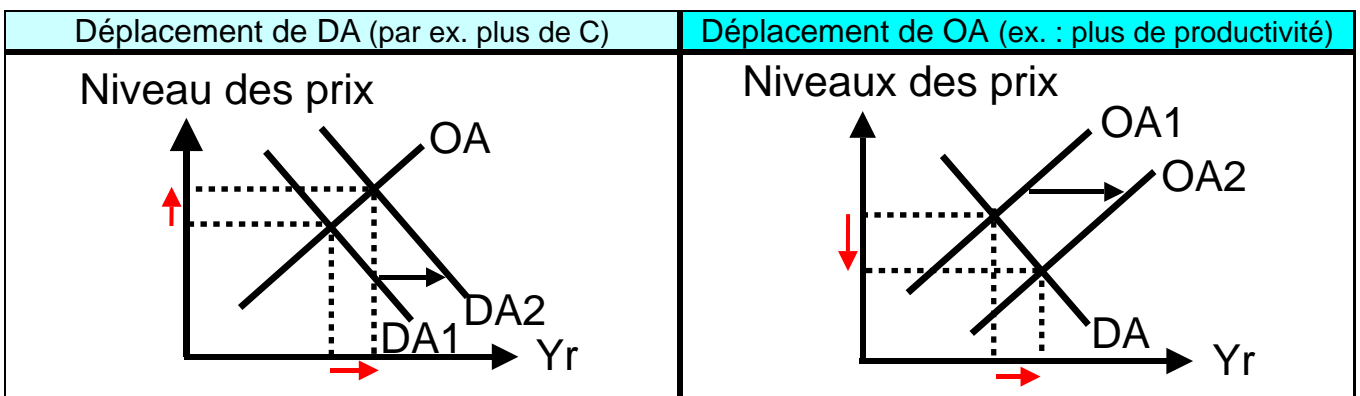 Déplacement de DA (par ex. plus de C)
Déplacement de OA (ex. : plus de productivité)
Niveau des prix
OA
DA2
DA1
Yr
Niveaux des prix
OA1
OA2
DA
Yr